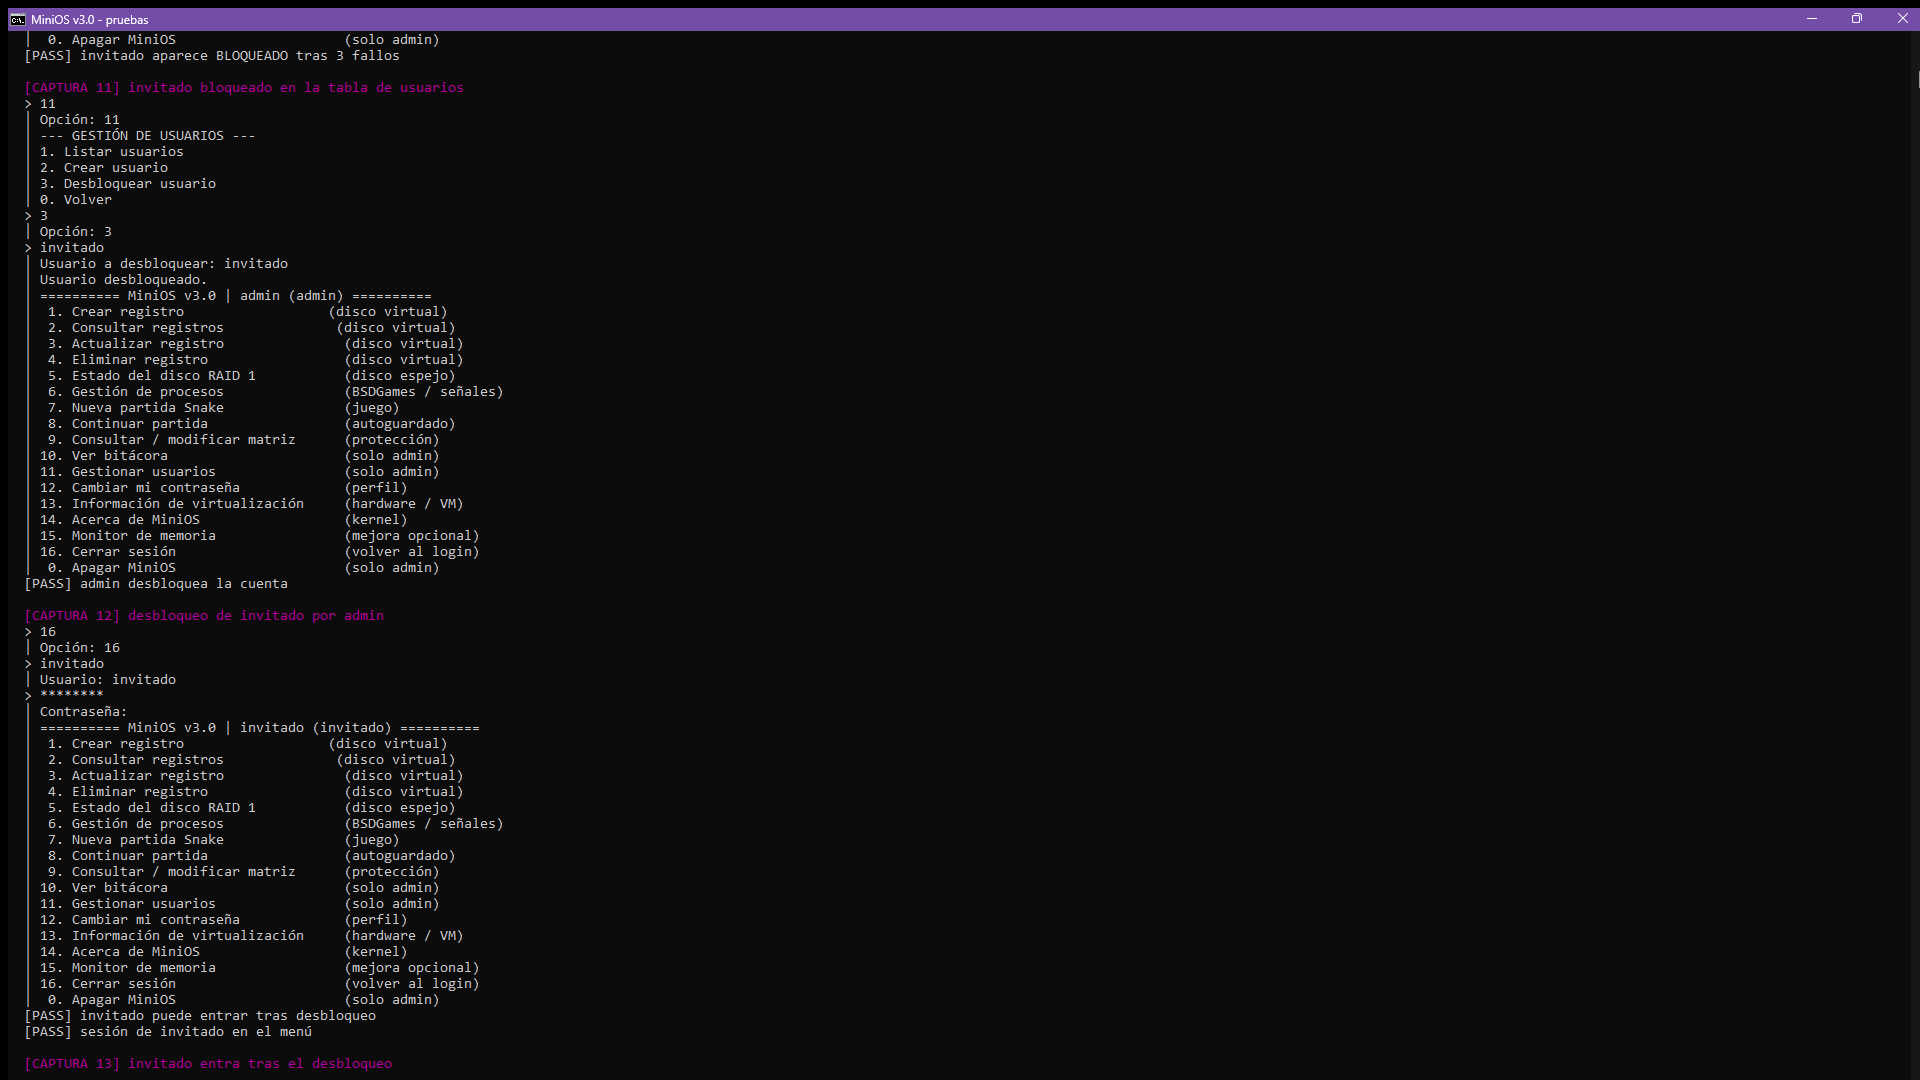 MiniOS v3.0 - pruebas
0. Apagar MiniOS (solo admin)
[PASS] invitado aparece BLOQUEADO tras 3 fallos
[CAPTURA 11] invitado bloqueado en la tabla de usuarios
> 11
| Opción: 11
| --- GESTIÓN DE USUARIOS ---
| 1. Listar usuarios
| 2. Crear usuario
| 3. Desbloquear usuario
| 0. Volver
> 3
| Opción: 3
> invitado
| Usuario a desbloquear: invitado
| Usuario desbloqueado.
| ========== MiniOS v3.0 | admin (admin) ==========
| 1. Crear registro (disco virtual)
| 2. Consultar registros (disco virtual)
| 3. Actualizar registro (disco virtual)
| 4. Eliminar registro (disco virtual)
| 5. Estado del disco RAID 1 (disco espejo)
| 6. Gestión de procesos (BSDGames / señales)
| 7. Nueva partida Snake (juego)
| 8. Continuar partida (autoguardado)
| 9. Consultar / modificar matriz (protección)
| 10. Ver bitácora (solo admin)
| 11. Gestionar usuarios (solo admin)
| 12. Cambiar mi contraseña (perfil)
| 13. Información de virtualización (hardware / VM)
| 14. Acerca de MiniOS (kernel)
| 15. Monitor de memoria (mejora opcional)
| 16. Cerrar sesión (volver al login)
| 0. Apagar MiniOS (solo admin)
[PASS] admin desbloquea la cuenta
[CAPTURA 12] desbloqueo de invitado por admin
> 16
| Opción: 16
> invitado
| Usuario: invitado
> ********
| Contraseña:
| ========== MiniOS v3.0 | invitado (invitado) ==========
| 1. Crear registro (disco virtual)
| 2. Consultar registros (disco virtual)
| 3. Actualizar registro (disco virtual)
| 4. Eliminar registro (disco virtual)
| 5. Estado del disco RAID 1 (disco espejo)
| 6. Gestión de procesos (BSDGames / señales)
| 7. Nueva partida Snake (juego)
| 8. Continuar partida (autoguardado)
| 9. Consultar / modificar matriz (protección)
| 10. Ver bitácora (solo admin)
| 11. Gestionar usuarios (solo admin)
| 12. Cambiar mi contraseña (perfil)
| 13. Información de virtualización (hardware / VM)
| 14. Acerca de MiniOS (kernel)
| 15. Monitor de memoria (mejora opcional)
| 16. Cerrar sesión (volver al login)
| 0. Apagar MiniOS (solo admin)
[PASS] invitado puede entrar tras desbloqueo
[PASS] sesión de invitado en el menú
[CAPTURA 13] invitado entra tras el desbloqueo